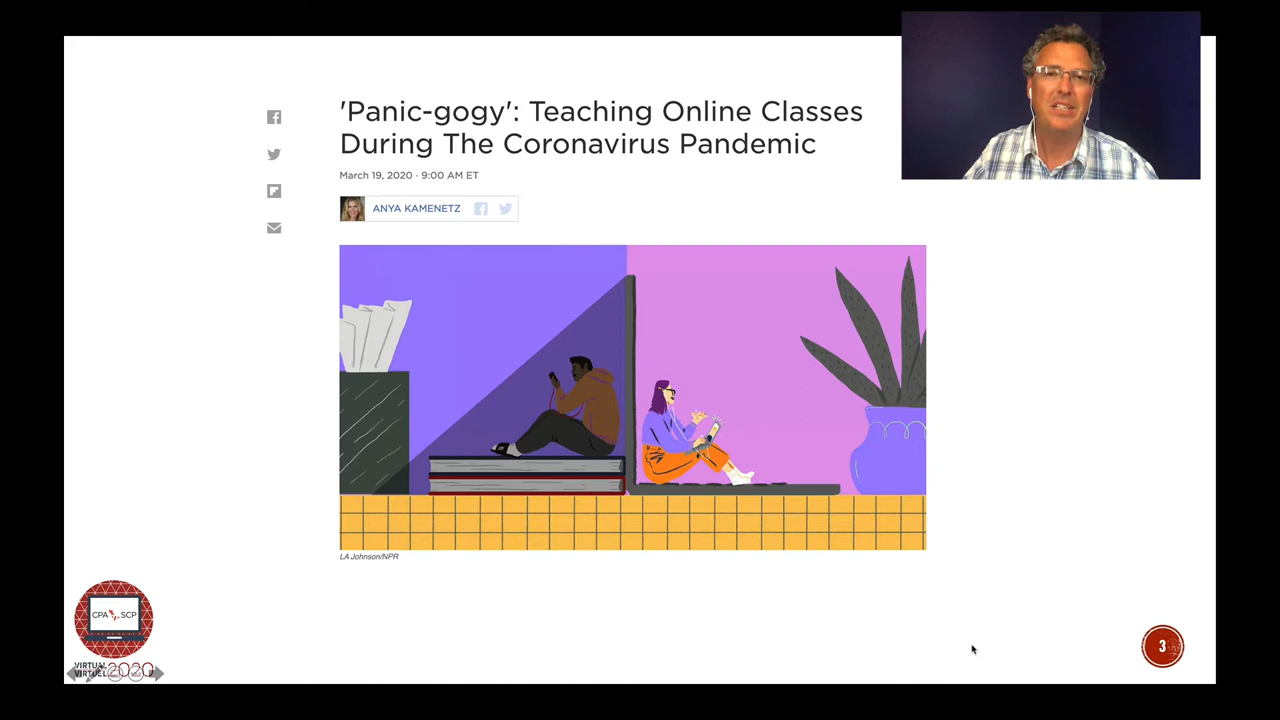 'Panic-gogy': Teaching Online Classes
During The Coronavirus Pandemic
March 19, 2020 · 9:00 AM ET
ANYA KAMENETZ
LA Johnson/NPR
CPA SCP
VIRTUAL
VIRTUEL
2020
3